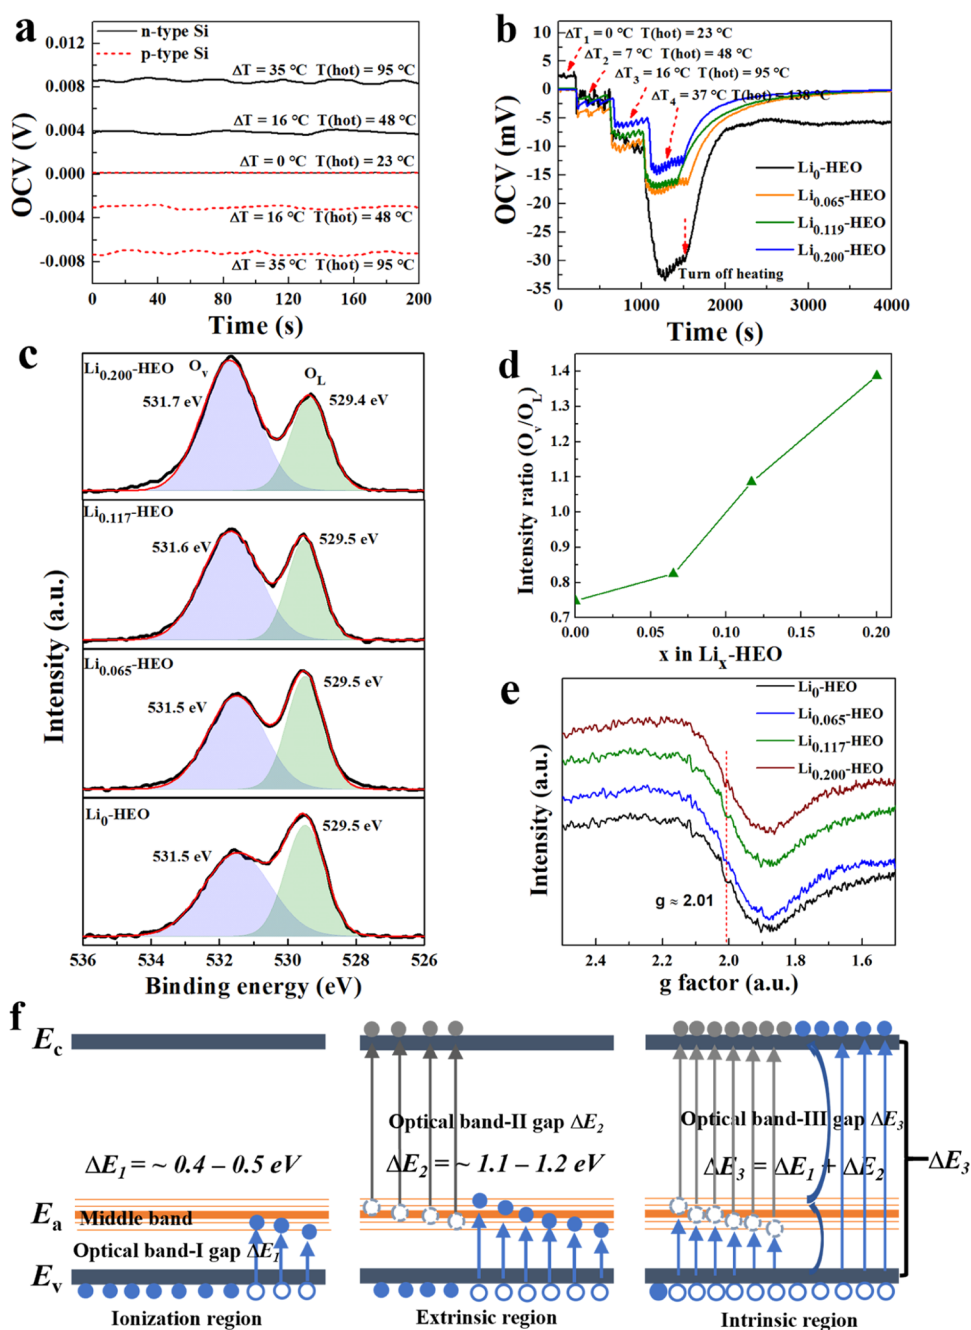 a
OCV (V)
0.012
0.008
0.004
0.000
-0.004
-0.008
n-type Si
p-type Si
ΔT = 35 °C T(hot) = 95 °C
ΔT = 16 °C T(hot) = 48 °C
ΔT = 0 °C T(hot) = 23 °C
ΔT = 16 °C T(hot) = 48 °C
ΔT = 35 °C T(hot) = 95 °C
0 40 80 120 160 200
Time (s)
b
OCV (mV)
10
5
0
-5
-10
-15
-20
-25
-30
-35
ΔT1 = 0 °C T(hot) = 23 °C
ΔT2 = 7 °C T(hot) = 48 °C
ΔT3 = 16 °C T(hot) = 95 °C
ΔT4 = 37 °C T(hot) = 138 °C
Li0-HEO
Li0.065-HEO
Li0.119-HEO
Li0.200-HEO
Turn off heating
0 1000 2000 3000 4000
Time (s)
c
Intensity (a.u.)
Li0.200-HEO
Ov
OL
531.7 eV
529.4 eV
Li0.117-HEO
531.6 eV
529.5 eV
Li0.065-HEO
531.5 eV
529.5 eV
Li0-HEO
531.5 eV
529.5 eV
536 534 532 530 528 526
Binding energy (eV)
d
Intensity ratio (Ov/OL)
1.4
1.3
1.2
1.1
1.0
0.9
0.8
0.7
0.00 0.05 0.10 0.15 0.20
x in Lix-HEO
e
Intensity (a.u.)
Li0-HEO
Li0.065-HEO
Li0.117-HEO
Li0.200-HEO
g ≈ 2.01
2.4 2.2 2.0 1.8 1.6
g factor (a.u.)
f
Ec
Ea
Ev
ΔE1 = ~ 0.4 – 0.5 eV
Middle band
Optical band-I gap ΔE1
Ionization region
Optical band-II gap ΔE2
ΔE2 = ~ 1.1 – 1.2 eV
Extrinsic region
Optical band-III gap ΔE3
ΔE3 = ΔE1 + ΔE2
ΔE3
Intrinsic region